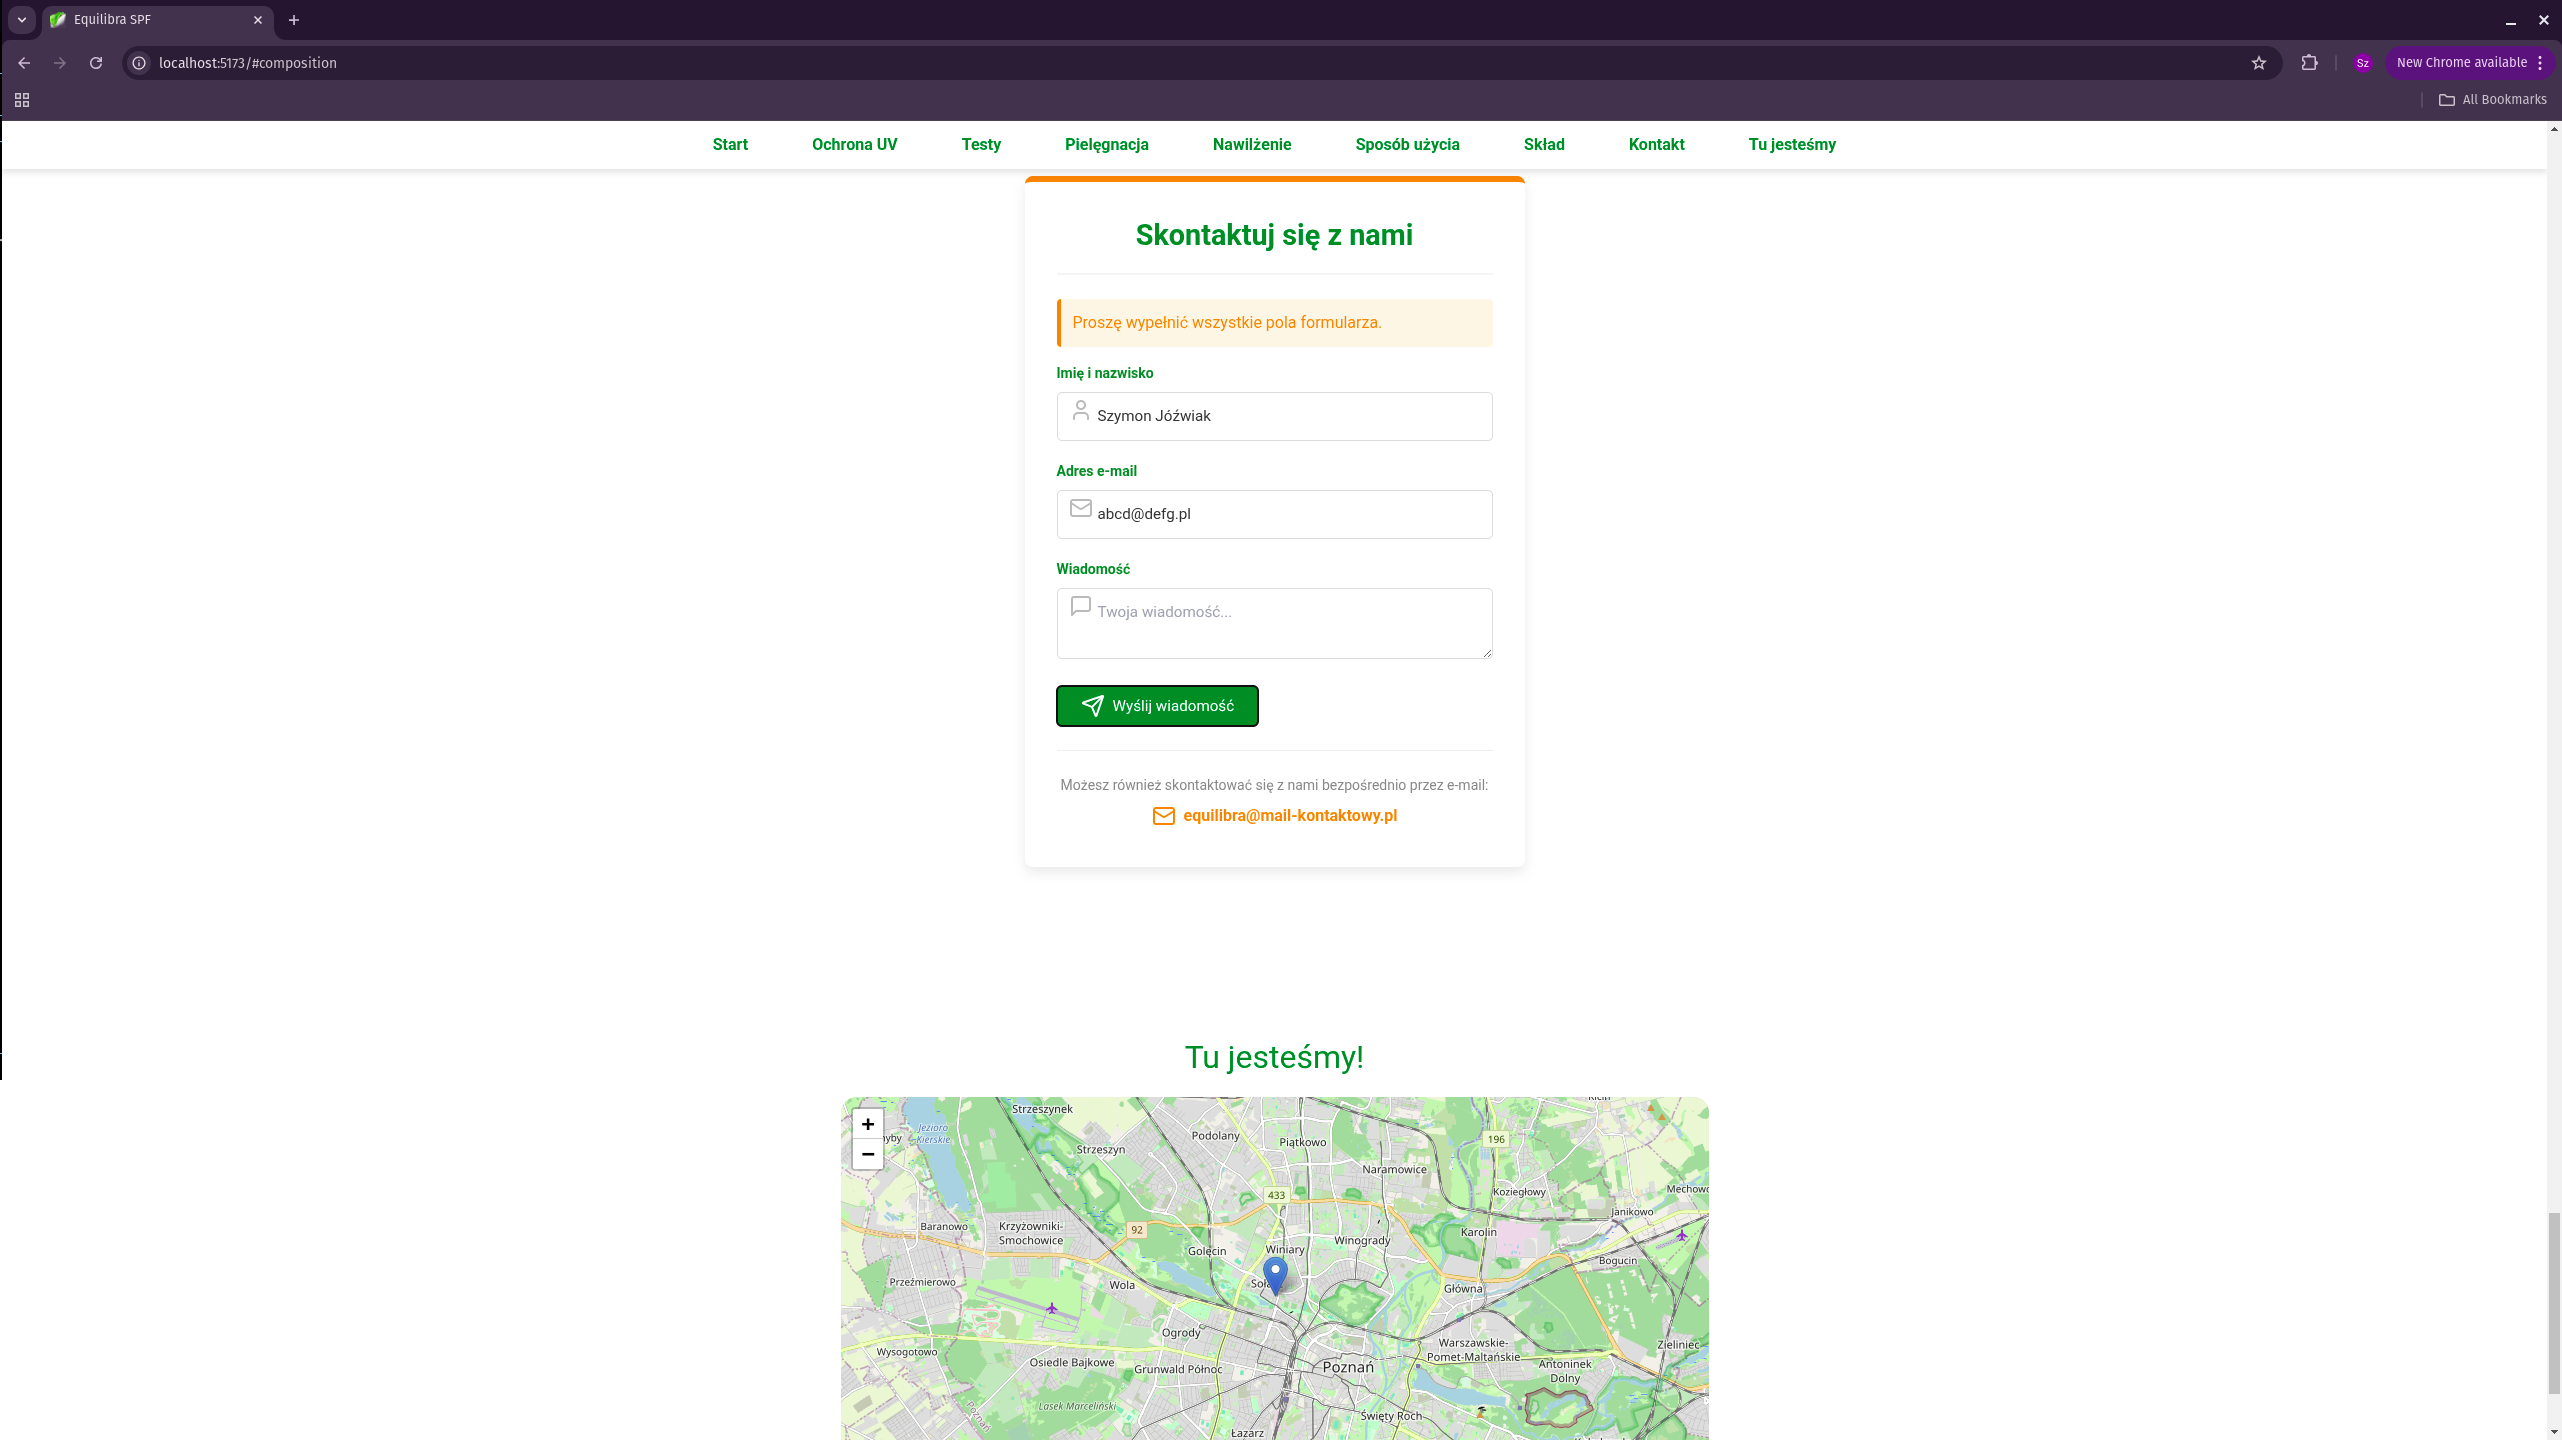 Equilibra SPF
localhost:5173/#composition
Sz
New Chrome available
All Bookmarks
Start Ochrona UV Testy Pielęgnacja Nawilżenie Sposób użycia Skład Kontakt Tu jesteśmy
Skontaktuj się z nami
Proszę wypełnić wszystkie pola formularza.
Imię i nazwisko
Szymon Jóźwiak
Adres e-mail
abcd@defg.pl
Wiadomość
Twoja wiadomość...
Wyślij wiadomość
Możesz również skontaktować się z nami bezpośrednio przez e-mail:
equilibra@mail-kontaktowy.pl
Tu jesteśmy!
+
−
Strzeszynek
Jezioro
Kierskie
Podolany
Piątkowo
196
Strzeszyn
Naramowice
Koziegłowy
433
Janikowo
Baranowo
Krzyżowniki-
Smochowice
92
Karolin
Winogrady
Golęcin
Winiary
Bogucin
Przeźmierowo
Wola
Główna
Ogrody
Warszawskie-
Pomet-Maltańskie
Zieliniec
Wysogotowo
Osiedle Bajkowe
Grunwald Północ
Poznań
Antoninek
Dolny
Lasek Marceliński
Poznań
Święty Roch
Łazarz